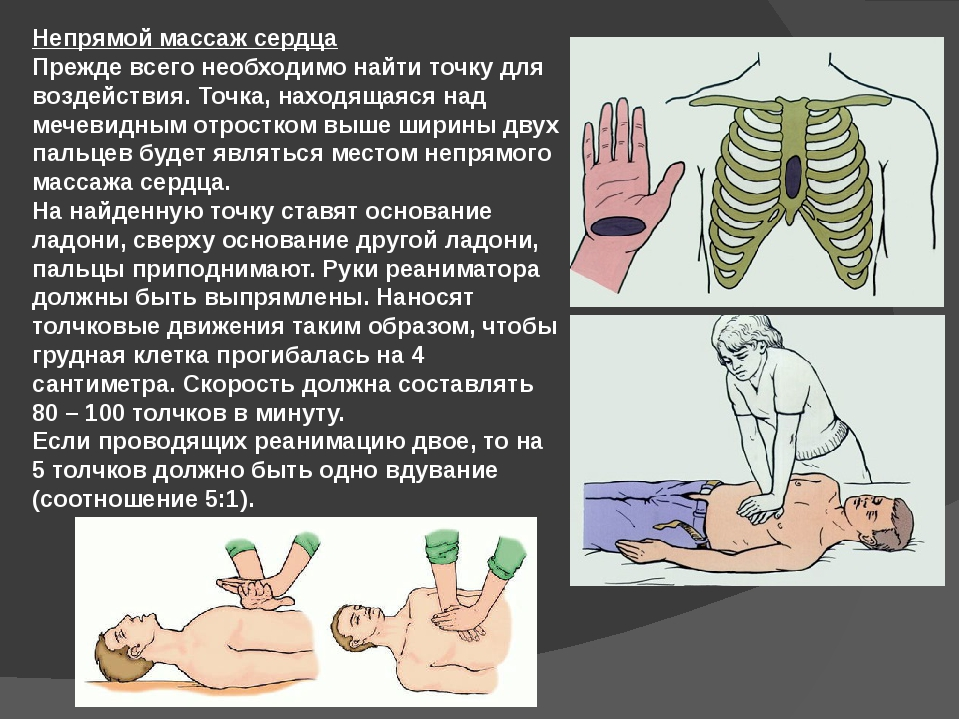 Непрямой массаж сердца
Прежде всего необходимо найти точку для
воздействия. Точка, находящаяся над
мечевидным отростком выше ширины двух
пальцев будет являться местом непрямого
массажа сердца.
На найденную точку ставят основание
ладони, сверху основание другой ладони,
пальцы приподнимают. Руки реаниматора
должны быть выпрямлены. Наносят
толчковые движения таким образом, чтобы
грудная клетка прогибалась на 4
сантиметра. Скорость должна составлять
80 – 100 толчков в минуту.
Если проводящих реанимацию двое, то на
5 толчков должно быть одно вдувание
(соотношение 5:1).